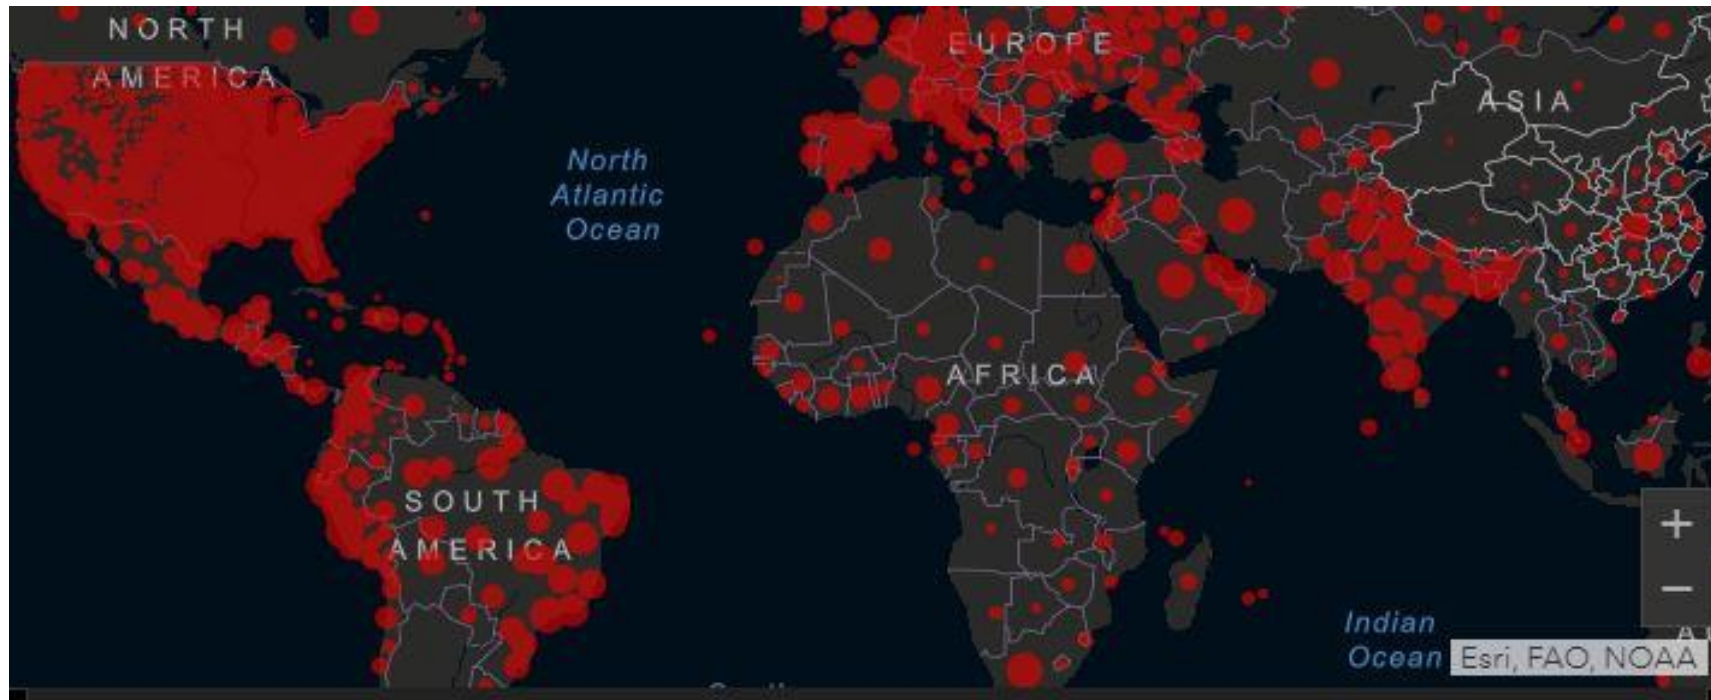 NORTH
AMERICA
EUROPE
ASIA
North
Atlantic
Ocean
AFRICA
SOUTH
AMERICA
+
−
Indian
Ocean
Esri, FAO, NOAA